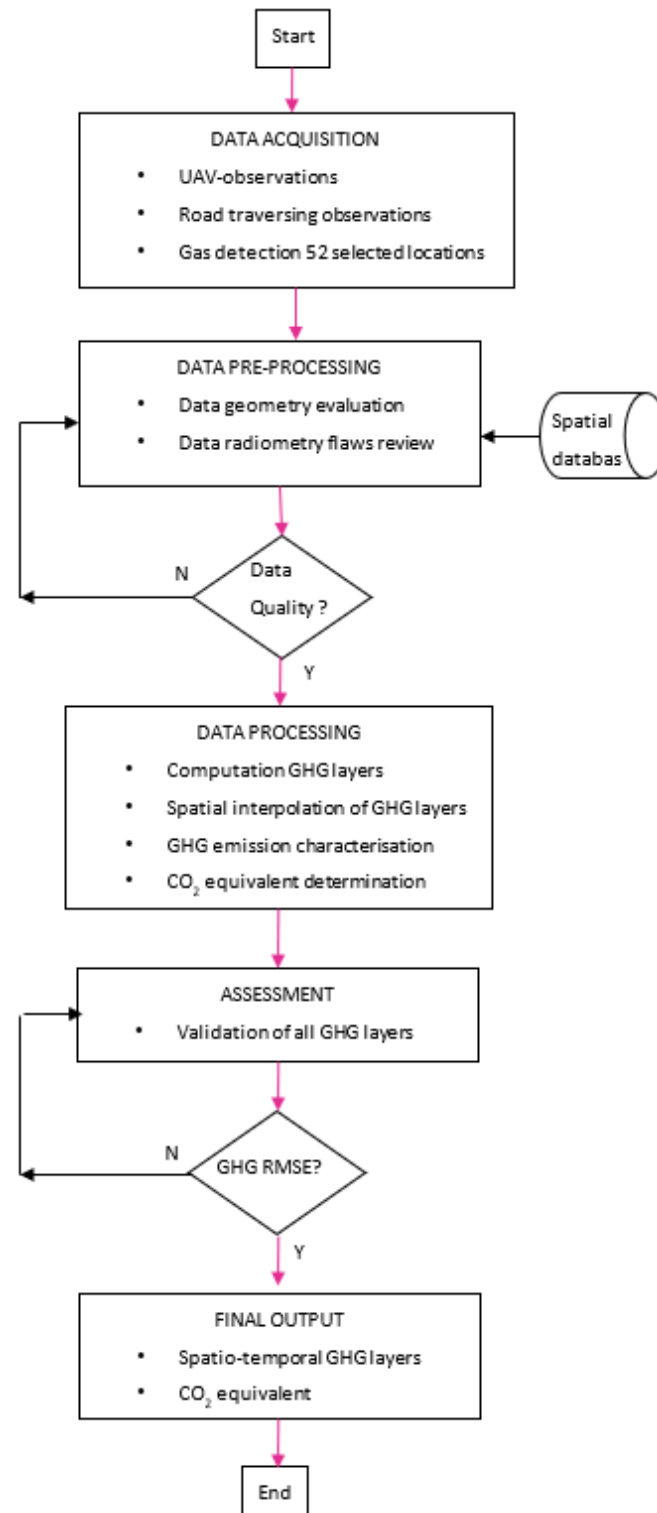 Start
DATA ACQUISITION
• UAV-observations
• Road traversing observations
• Gas detection 52 selected locations
DATA PRE-PROCESSING
• Data geometry evaluation
• Data radiometry flaws review
Spatial
databas
N
Data
Quality ?
Y
DATA PROCESSING
• Computation GHG layers
• Spatial interpolation of GHG layers
• GHG emission characterisation
• CO₂ equivalent determination
ASSESSMENT
• Validation of all GHG layers
N
GHG RMSE?
Y
FINAL OUTPUT
• Spatio-temporal GHG layers
• CO₂ equivalent
End